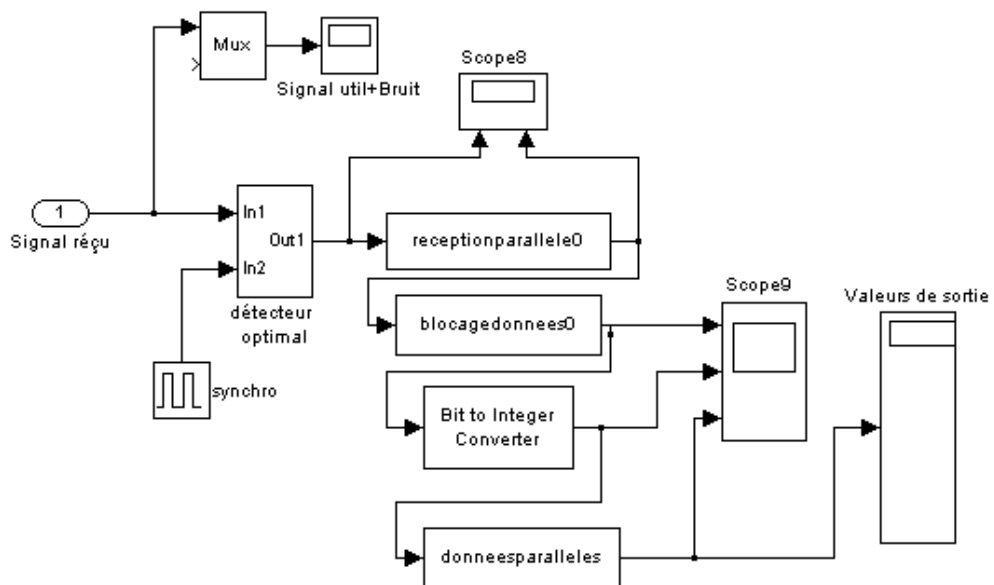 Mux
Signal util+Bruit
Scope8
1
Signal réçu
In1
Out1
In2
détecteur
optimal
receptionparallele0
synchro
blocagedonnees0
Scope9
Valeurs de sortie
Bit to Integer
Converter
donneesparalleles